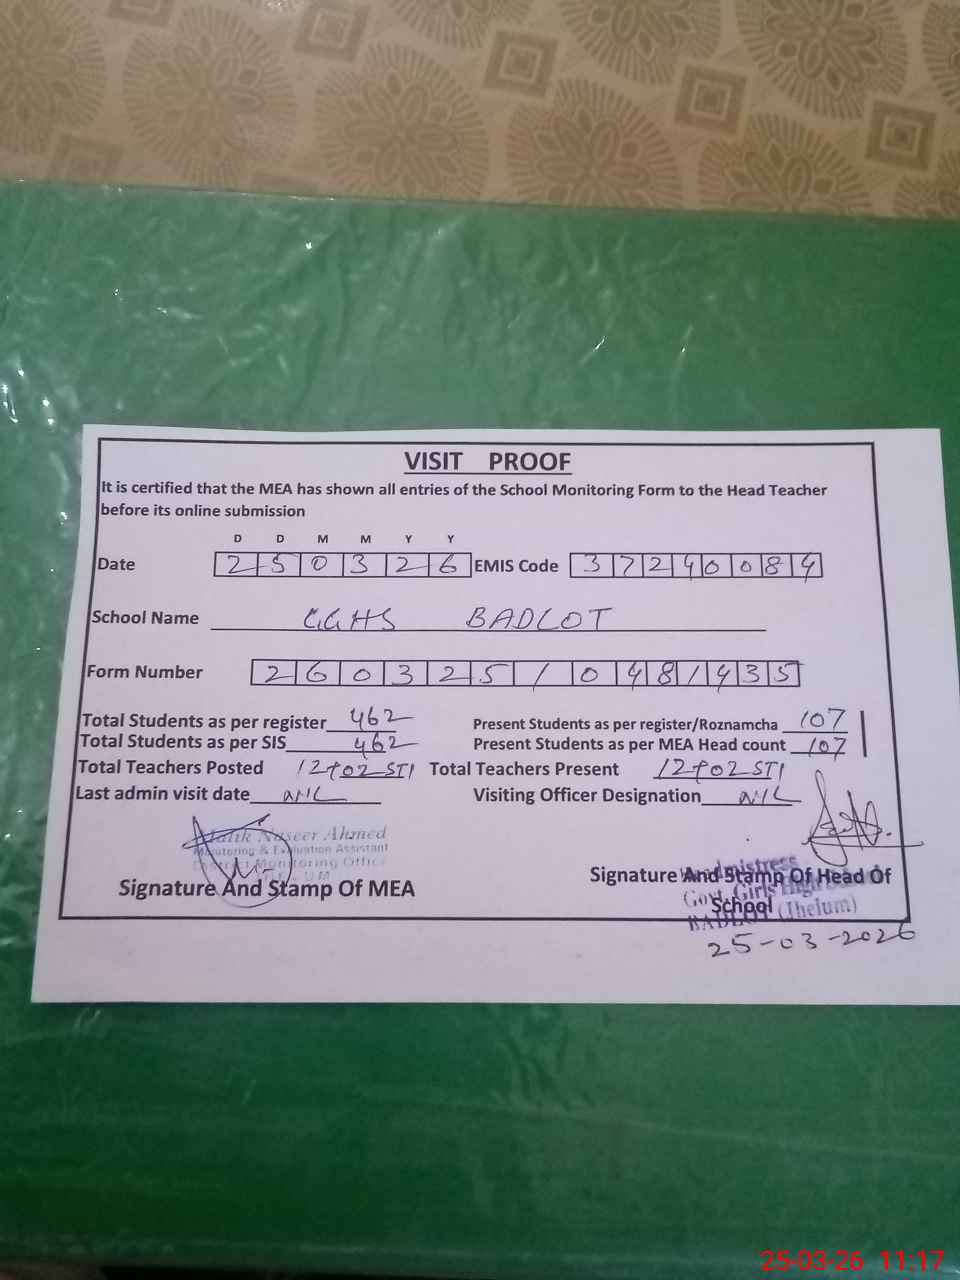 VISIT PROOF
It is certified that the MEA has shown all entries of the School Monitoring Form to the Head Teacher
before its online submission
D D M M Y Y
Date 2 5 0 3 2 6 EMIS Code 3 7 2 4 0 0 8 4
School Name GGHS BADLOT
Form Number 2 6 0 3 2 5 / 0 4 8 / 4 3 5
Total Students as per register 462 Present Students as per register/Roznamcha 107
Total Students as per SIS 462 Present Students as per MEA Head count 107
Total Teachers Posted 12+02 STI Total Teachers Present 12+02 STI
Last admin visit date NIL Visiting Officer Designation NIL
Malik Naseer Ahmed
Monitoring & Evaluation Assistant
District Monitoring Office
Signature And Stamp Of MEA
Signature And Stamp Of Head Of
School
Headmistress
Govt. Girls High School
BADLOT (Jhelum)
25-03-2026
25-03-26 11:17